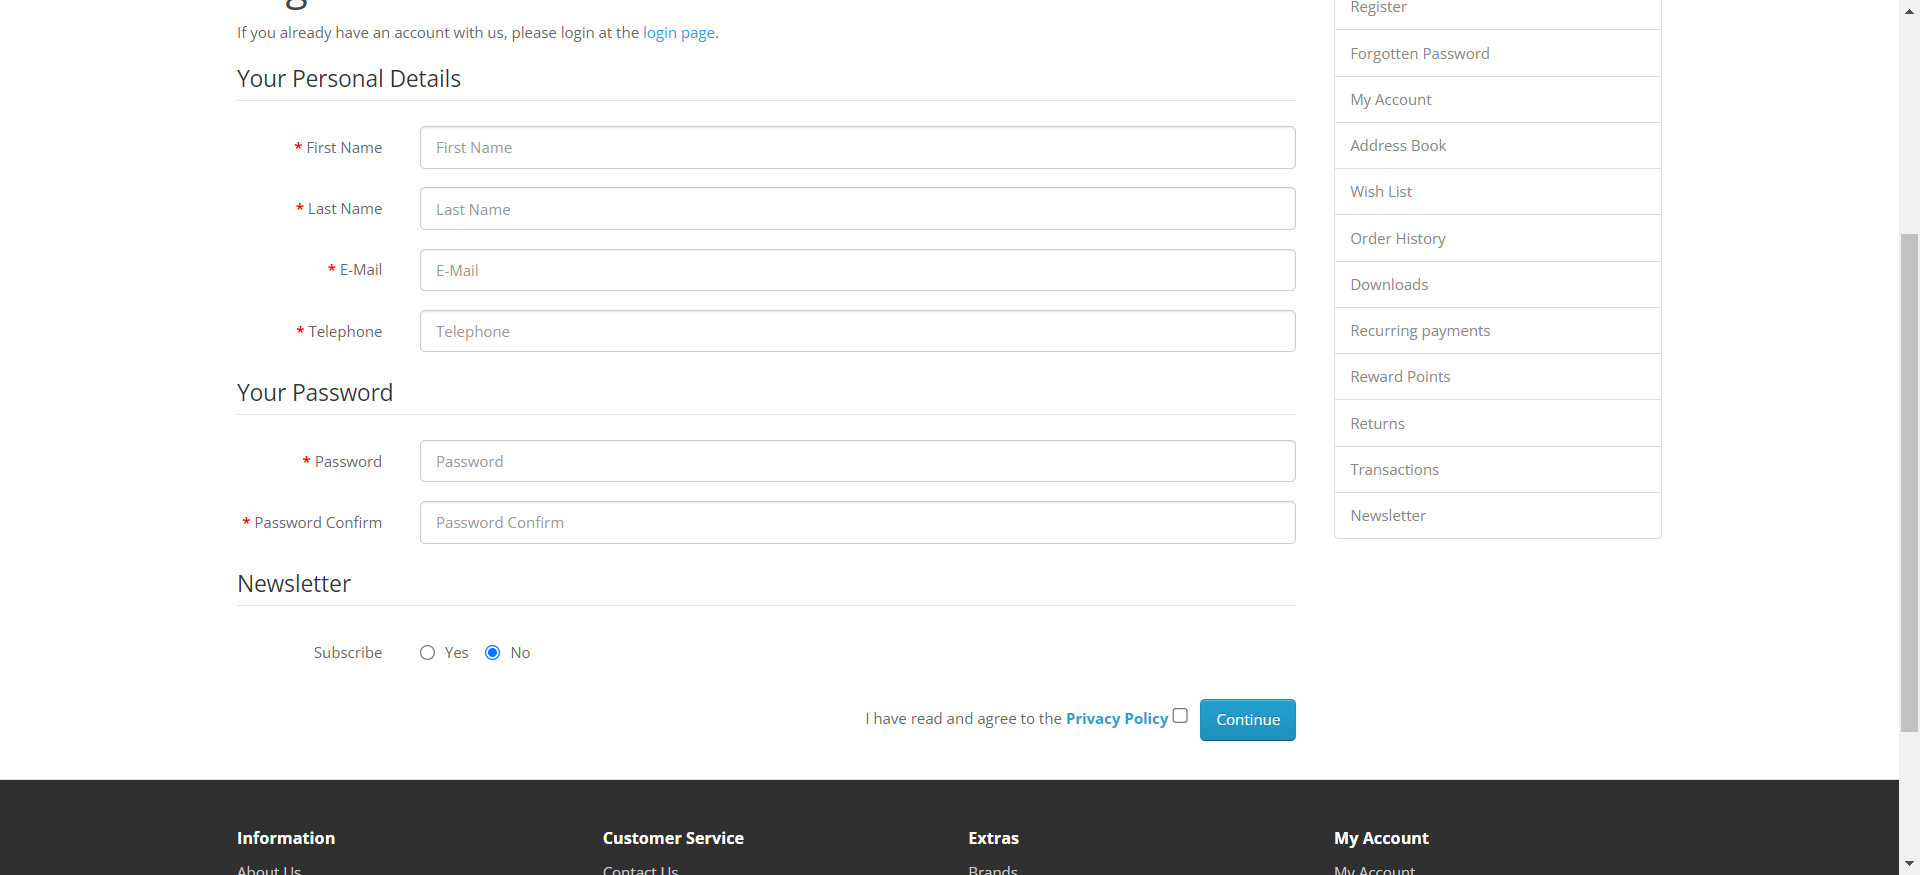 If you already have an account with us, please login at the login page.
Your Personal Details
* First Name
First Name
* Last Name
Last Name
* E-Mail
E-Mail
* Telephone
Telephone
Your Password
* Password
Password
* Password Confirm
Password Confirm
Newsletter
Subscribe
Yes
No
I have read and agree to the Privacy Policy
Continue
Register
Forgotten Password
My Account
Address Book
Wish List
Order History
Downloads
Recurring payments
Reward Points
Returns
Transactions
Newsletter
Information
About Us
Customer Service
Contact Us
Extras
Brands
My Account
My Account